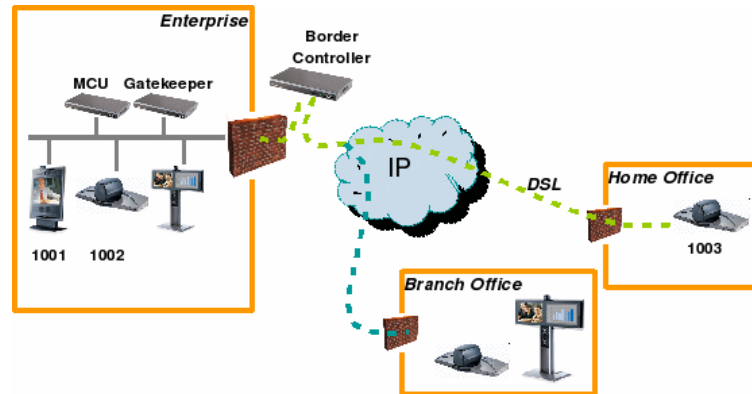 Enterprise
Border
Controller
MCU Gatekeeper
IP
DSL
Home Office
1001 1002
1003
Branch Office